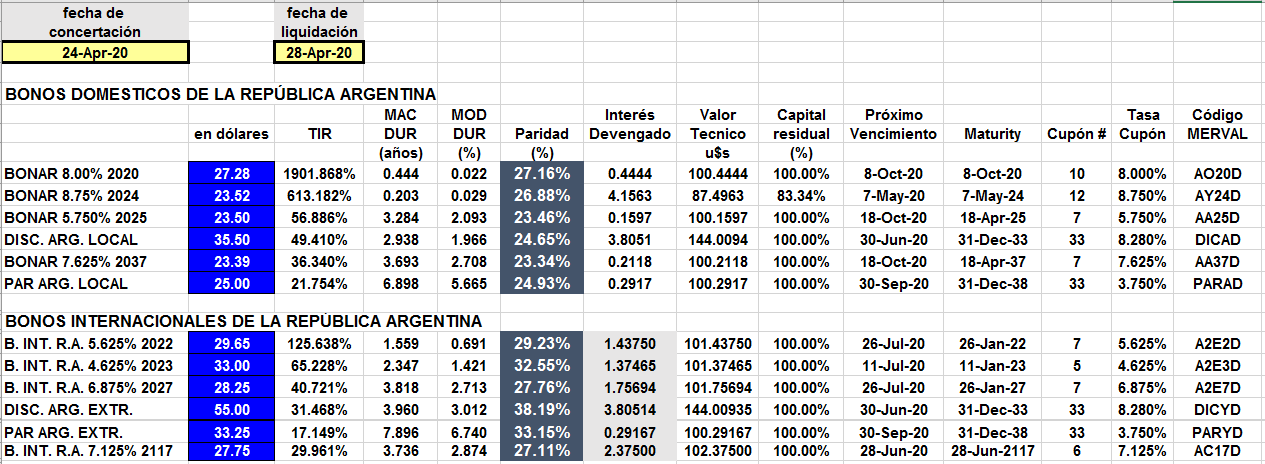 fecha de fecha de
concertación liquidación
24-Apr-20 28-Apr-20
BONOS DOMESTICOS DE LA REPÚBLICA ARGENTINA
MAC MOD Interés Valor Capital Próximo Tasa Código
en dólares TIR DUR DUR Paridad Devengado Tecnico residual Vencimiento Maturity Cupón # Cupón MERVAL
(años) (%) (%) u$s (%)
BONAR 8.00% 2020 27.28 1901.868% 0.444 0.022 27.16% 0.4444 100.4444 100.00% 8-Oct-20 8-Oct-20 10 8.000% AO20D
BONAR 8.75% 2024 23.52 613.182% 0.203 0.029 26.88% 4.1563 87.4963 83.34% 7-May-20 7-May-24 12 8.750% AY24D
BONAR 5.750% 2025 23.50 56.886% 3.284 2.093 23.46% 0.1597 100.1597 100.00% 18-Oct-20 18-Apr-25 7 5.750% AA25D
DISC. ARG. LOCAL 35.50 49.410% 2.938 1.966 24.65% 3.8051 144.0094 100.00% 30-Jun-20 31-Dec-33 33 8.280% DICAD
BONAR 7.625% 2037 23.39 36.340% 3.693 2.708 23.34% 0.2118 100.2118 100.00% 18-Oct-20 18-Apr-37 7 7.625% AA37D
PAR ARG. LOCAL 25.00 21.754% 6.898 5.665 24.93% 0.2917 100.2917 100.00% 30-Sep-20 31-Dec-38 33 3.750% PARAD
BONOS INTERNACIONALES DE LA REPÚBLICA ARGENTINA
B. INT. R.A. 5.625% 2022 29.65 125.638% 1.559 0.691 29.23% 1.43750 101.43750 100.00% 26-Jul-20 26-Jan-22 7 5.625% A2E2D
B. INT. R.A. 4.625% 2023 33.00 65.228% 2.347 1.421 32.55% 1.37465 101.37465 100.00% 11-Jul-20 11-Jan-23 5 4.625% A2E3D
B. INT. R.A. 6.875% 2027 28.25 40.721% 3.818 2.713 27.76% 1.75694 101.75694 100.00% 26-Jul-20 26-Jan-27 7 6.875% A2E7D
DISC. ARG. EXTR. 55.00 31.468% 3.960 3.012 38.19% 3.80514 144.00935 100.00% 30-Jun-20 31-Dec-33 33 8.280% DICYD
PAR ARG. EXTR. 33.25 17.149% 7.896 6.740 33.15% 0.29167 100.29167 100.00% 30-Sep-20 31-Dec-38 33 3.750% PARYD
B. INT. R.A. 7.125% 2117 27.75 29.961% 3.736 2.874 27.11% 2.37500 102.37500 100.00% 28-Jun-20 28-Jun-2117 6 7.125% AC17D